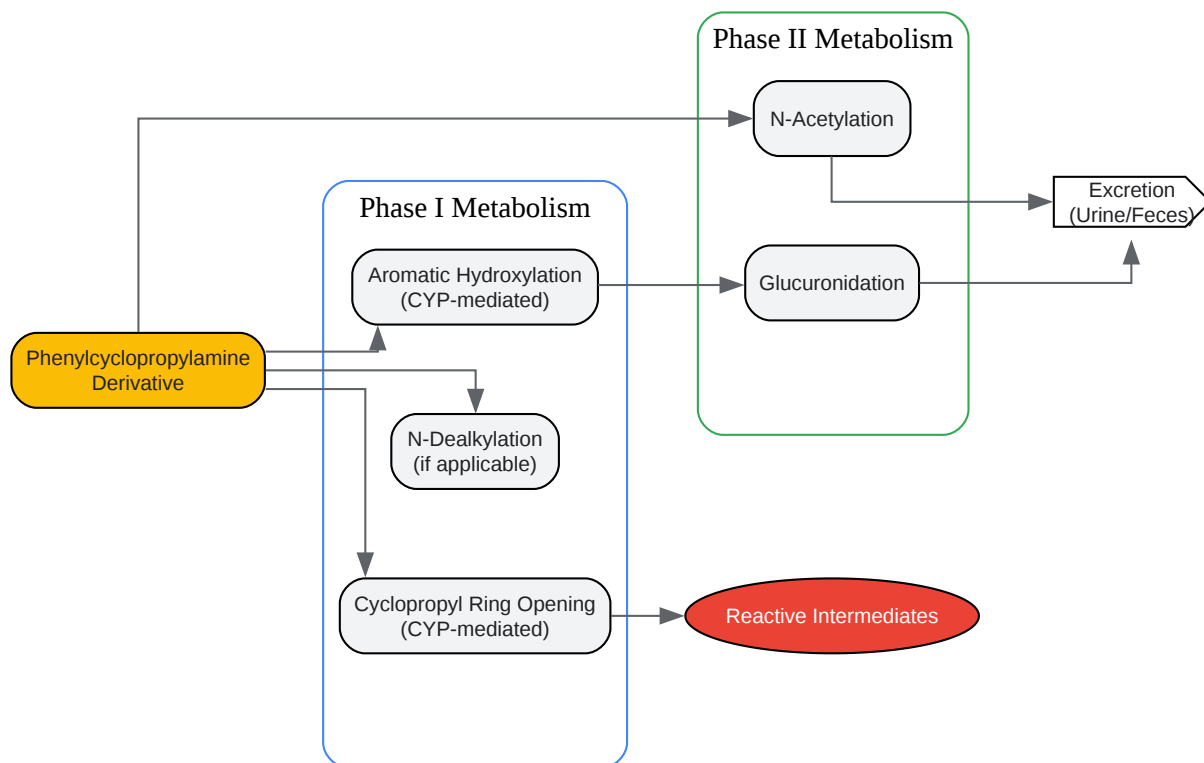 Phase II Metabolism
N-Acetylation
Excretion
(Urine/Feces)
Phase I Metabolism
Aromatic Hydroxylation
(CYP-mediated)
Glucuronidation
Phenylcyclopropylamine
Derivative
N-Dealkylation
(if applicable)
Cyclopropyl Ring Opening
(CYP-mediated)
Reactive Intermediates